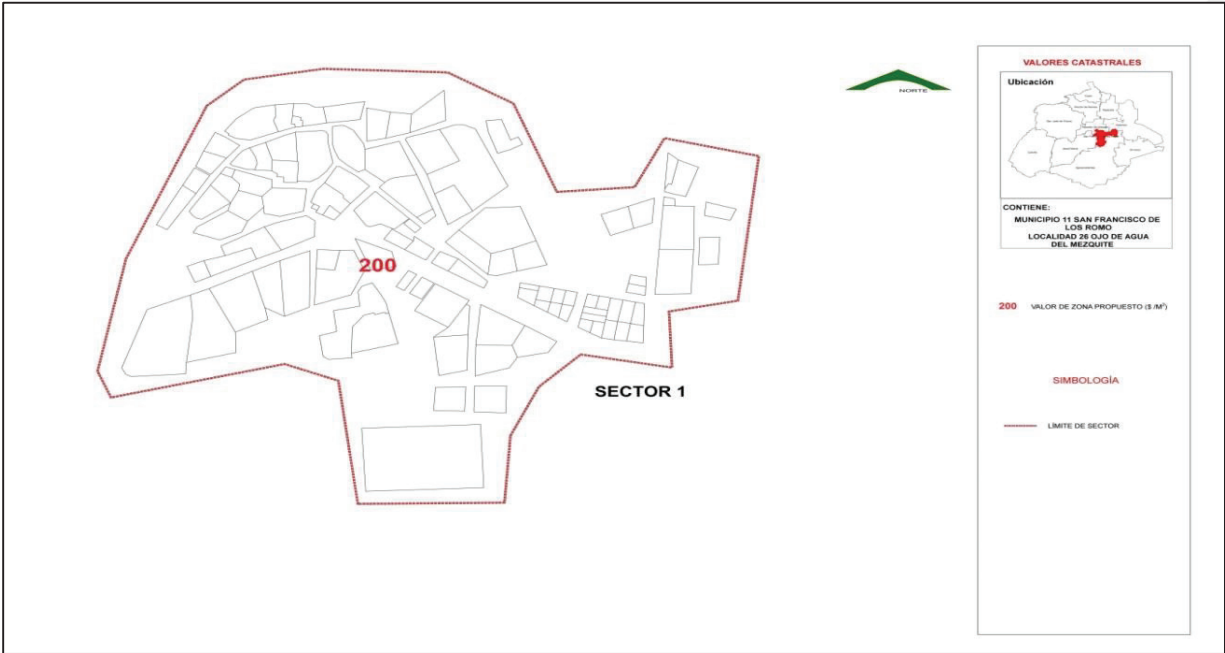 200
SECTOR 1
NORTE
VALORES CATASTRALES
Ubicación
CONTIENE:
MUNICIPIO 11 SAN FRANCISCO DE
LOS ROMO
LOCALIDAD 26 OJO DE AGUA
DEL MEZQUITE
200 VALOR DE ZONA PROPUESTO ($ /M²)
SIMBOLOGÍA
LÍMITE DE SECTOR